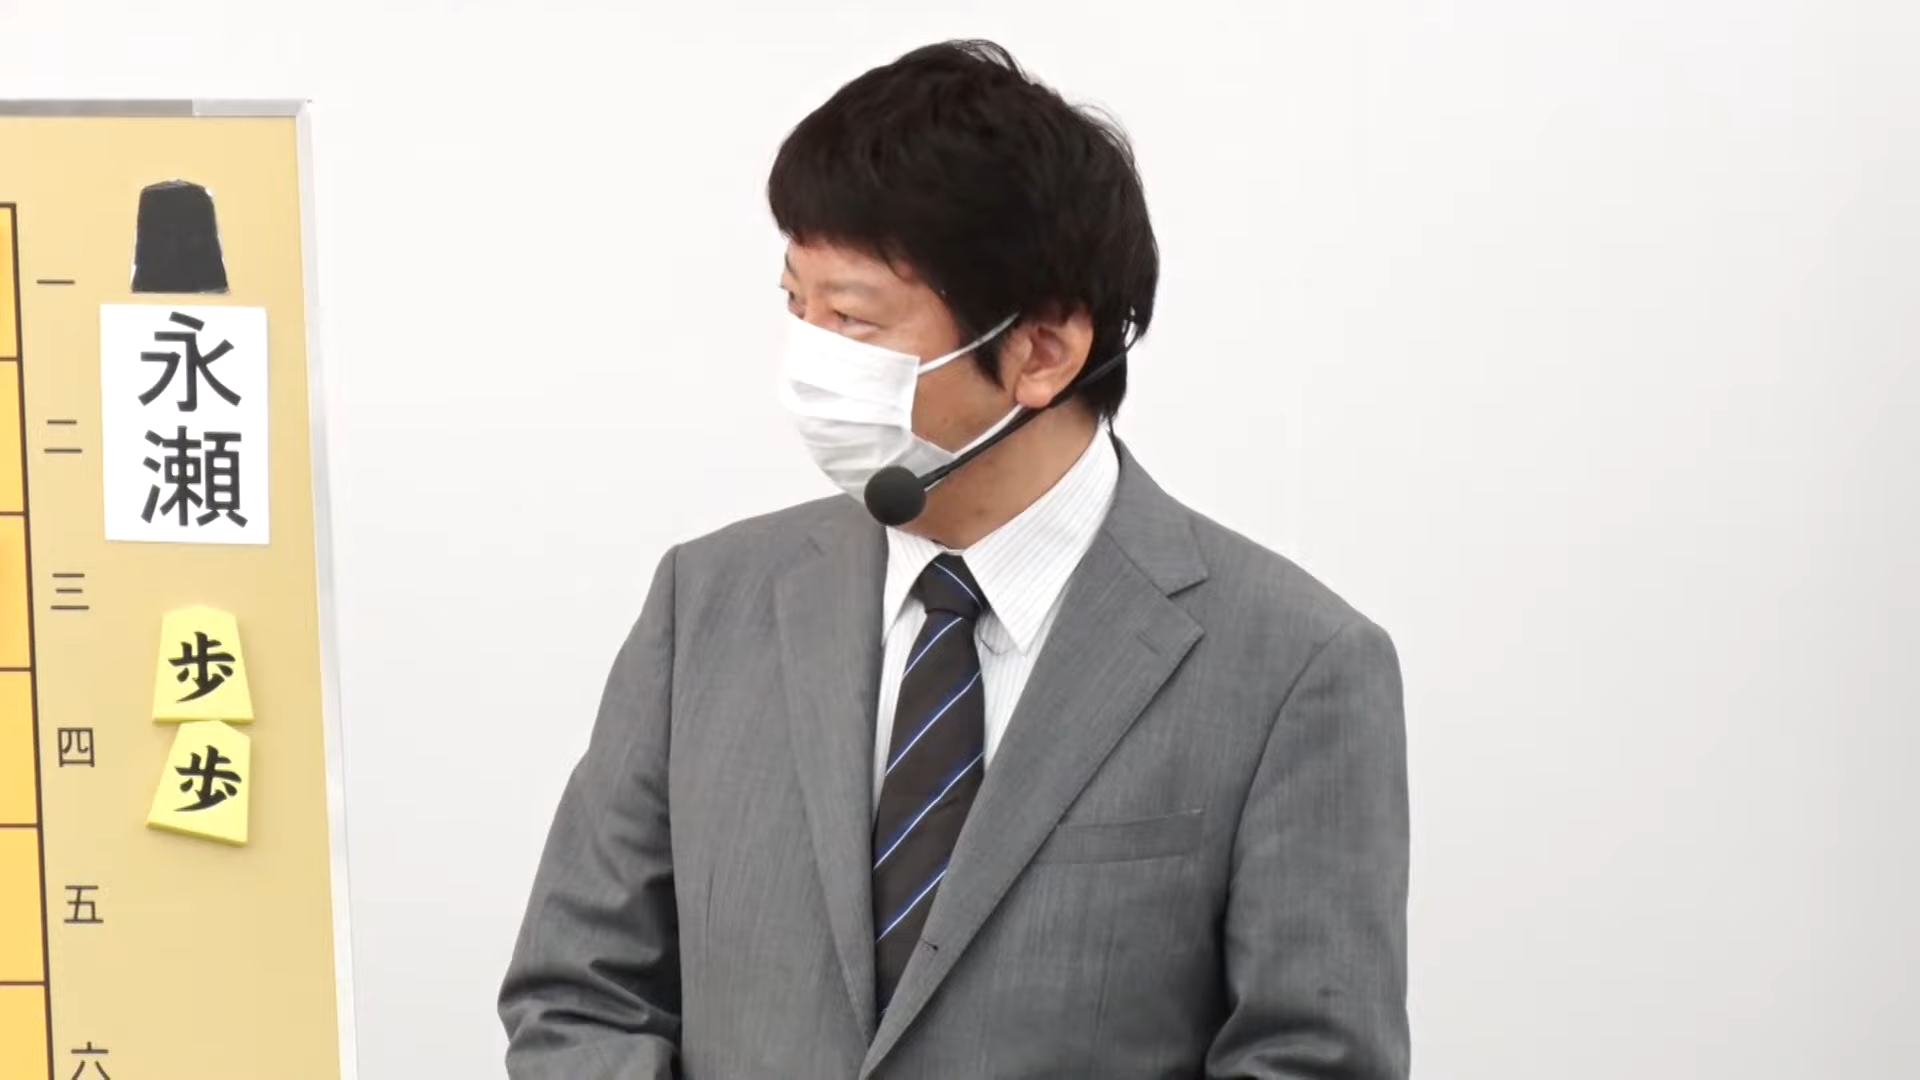 一
永瀬
二
三
歩
歩
四
五
六